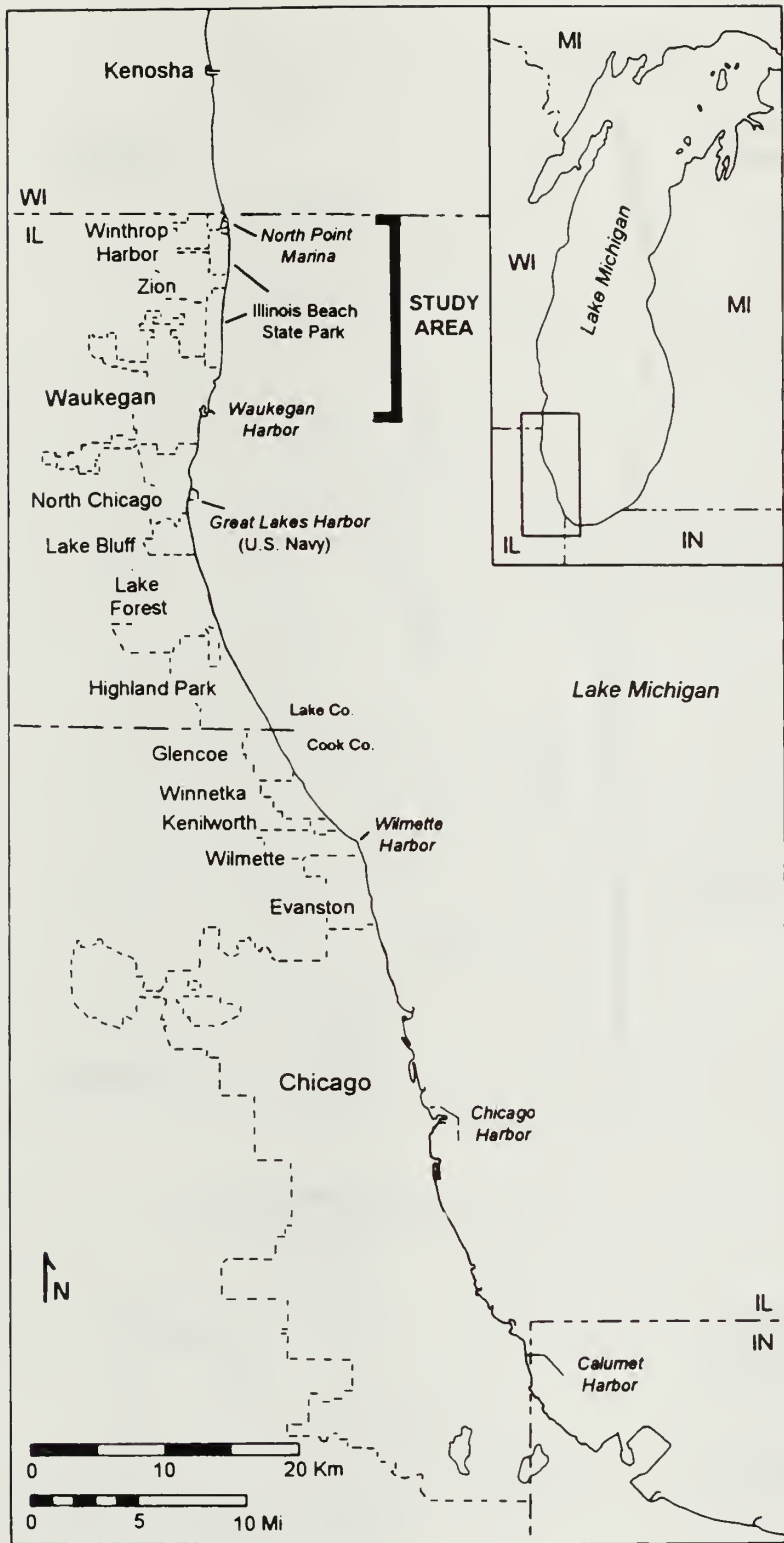 Kenosha
WI
IL
Winthrop
Harbor
North Point
Marina
Zion
Illinois Beach
State Park
STUDY
AREA
Waukegan
Waukegan
Harbor
North Chicago
Great Lakes Harbor
(U.S. Navy)
Lake Bluff
Lake
Forest
Highland Park
Lake Michigan
Lake Co.
Cook Co.
Glencoe
Winnetka
Kenilworth
Wilmette
Harbor
Wilmette
Evanston
Chicago
Chicago
Harbor
N
IL
IN
Calumet
Harbor
0 10 20 Km
0 5 10 Mi
MI
WI
Lake Michigan
MI
IL
IN